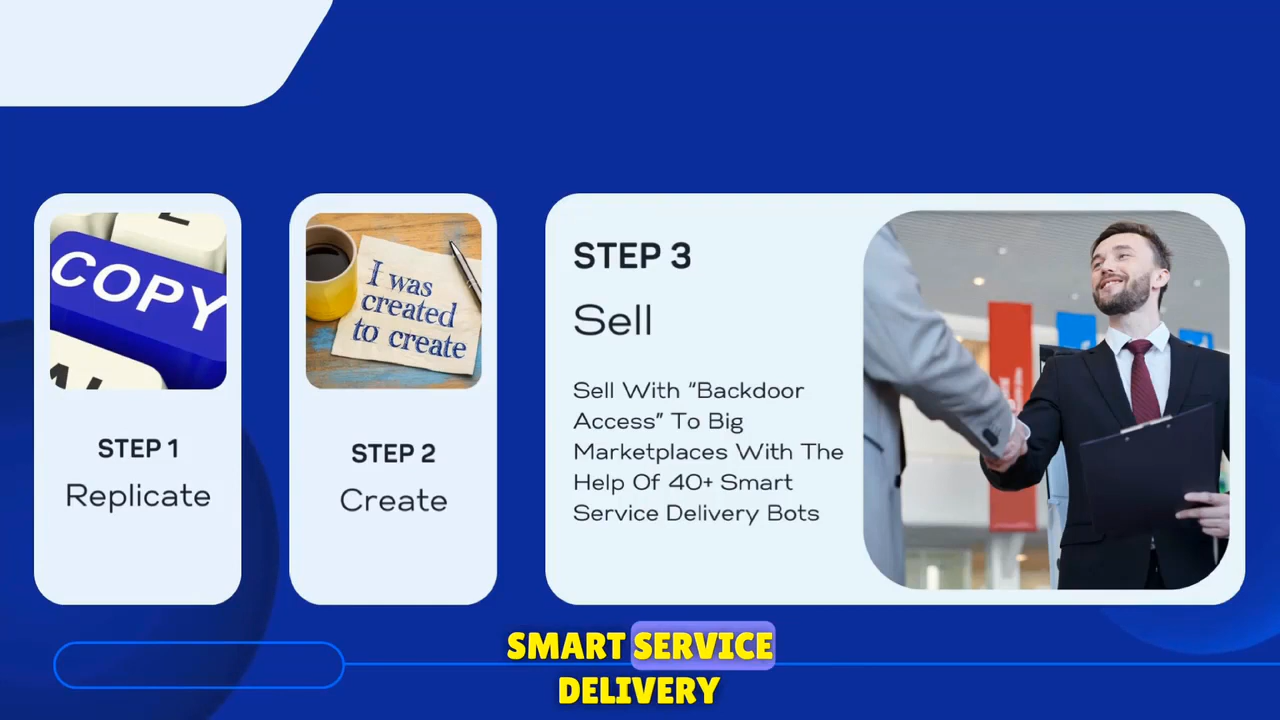 COPY
STEP 1
Replicate
I was
created
to create
STEP 2
Create
STEP 3
Sell
Sell With "Backdoor
Access" To Big
Marketplaces With The
Help Of 40+ Smart
Service Delivery Bots
SMART SERVICE
DELIVERY